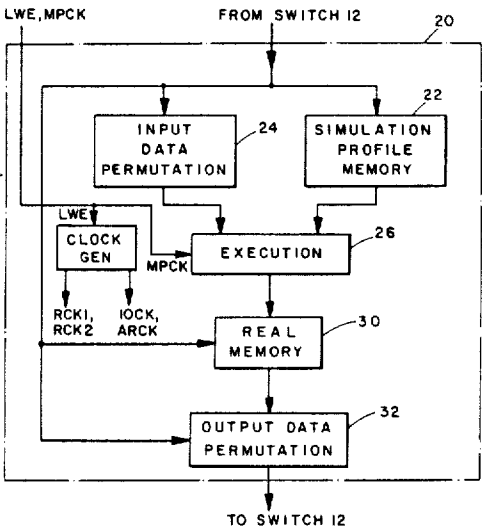 LWE, MPCK
FROM SWITCH 12
20
22
24
INPUT
DATA
PERMUTATION
SIMULATION
PROFILE
MEMORY
LWE
CLOCK
GEN
MPCK
EXECUTION
26
RCK1,
RCK2
IOCK,
ARCK
REAL
MEMORY
30
OUTPUT DATA
PERMUTATION
32
TO SWITCH 12